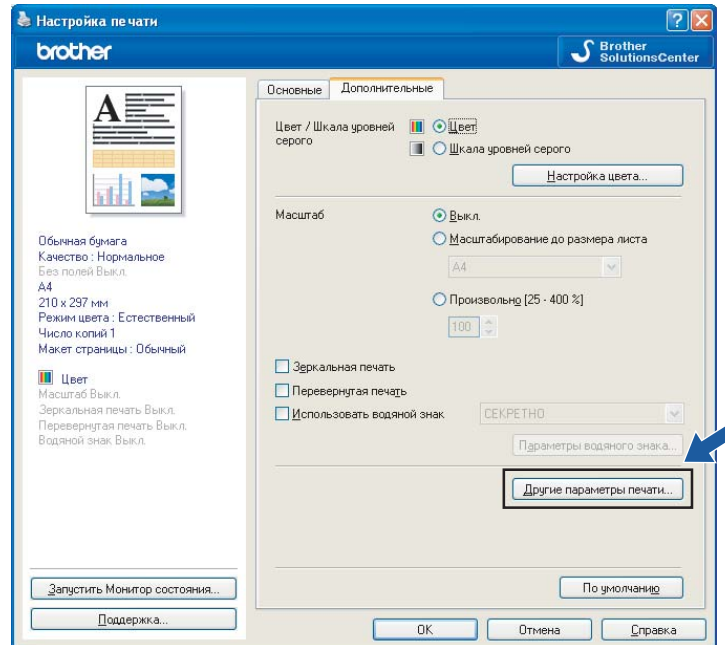 Настройка печати
brother
Brother
SolutionsCenter
Обычная бумага
Качество : Нормальное
Без полей Выкл.
A4
210 x 297 мм
Режим цвета : Естественный
Число копий 1
Макет страницы : Обычный
Цвет
Масштаб Выкл.
Зеркальная печать Выкл.
Перевернутая печать Выкл.
Водяной знак Выкл.
Запустить Монитор состояния...
Поддержка...
Основные Дополнительные
Цвет / Шкала уровней
серого
Цвет
Шкала уровней серого
Настройка цвета...
Масштаб
Выкл.
Масштабирование до размера листа
A4
Произвольно [25 - 400 %]
100
Зеркальная печать
Перевернутая печать
Использовать водяной знак
СЕКРЕТНО
Параметры водяного знака...
Другие параметры печати...
По умолчанию
OK Отмена Справка